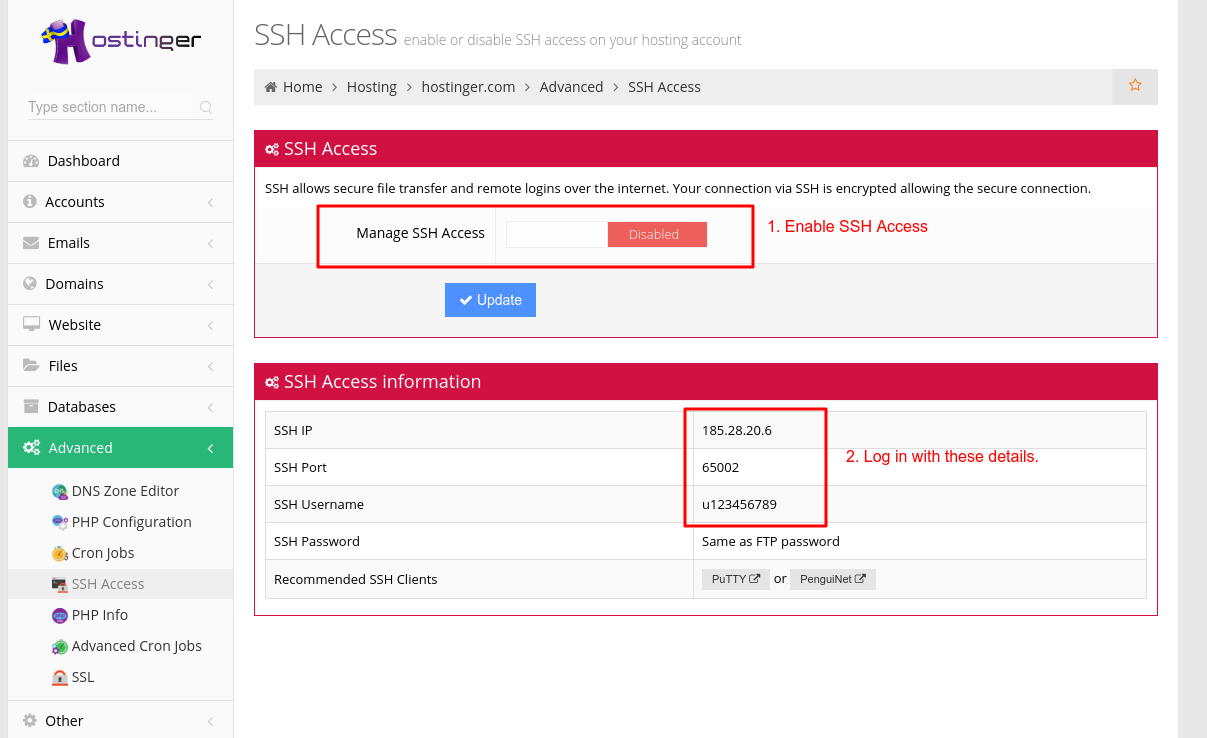 Hostinger
Type section name...
Dashboard
Accounts
Emails
Domains
Website
Files
Databases
Advanced
DNS Zone Editor
PHP Configuration
Cron Jobs
SSH Access
PHP Info
Advanced Cron Jobs
SSL
Other
SSH Access enable or disable SSH access on your hosting account
Home > Hosting > hostinger.com > Advanced > SSH Access
SSH Access
SSH allows secure file transfer and remote logins over the internet. Your connection via SSH is encrypted allowing the secure connection.
Manage SSH Access Disabled 1. Enable SSH Access
Update
SSH Access information
SSH IP 185.28.20.6
SSH Port 65002
2. Log in with these details.
SSH Username u123456789
SSH Password Same as FTP password
Recommended SSH Clients PuTTY or PenguiNet